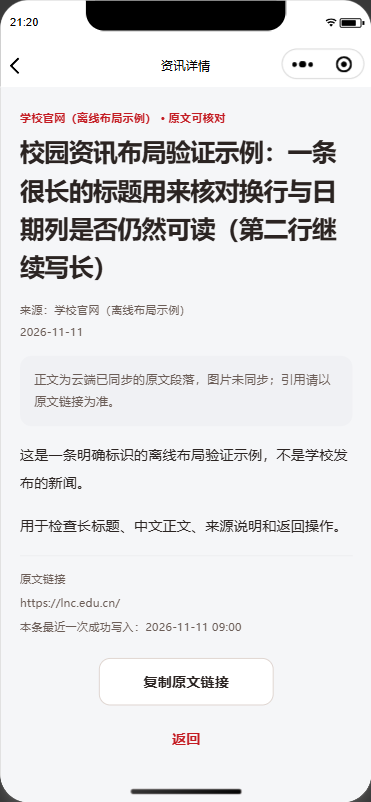 21:20
资讯详情
学校官网（离线布局示例） • 原文可核对
校园资讯布局验证示例：一条
很长的标题用来核对换行与日
期列是否仍然可读（第二行继
续写长）
来源：学校官网（离线布局示例）
2026-11-11
正文为云端已同步的原文段落，图片未同步；引用请以
原文链接为准。
这是一条明确标识的离线布局验证示例，不是学校发
布的新闻。
用于检查长标题、中文正文、来源说明和返回操作。
原文链接
https://lnc.edu.cn/
本条最近一次成功写入：2026-11-11 09:00
复制原文链接
返回